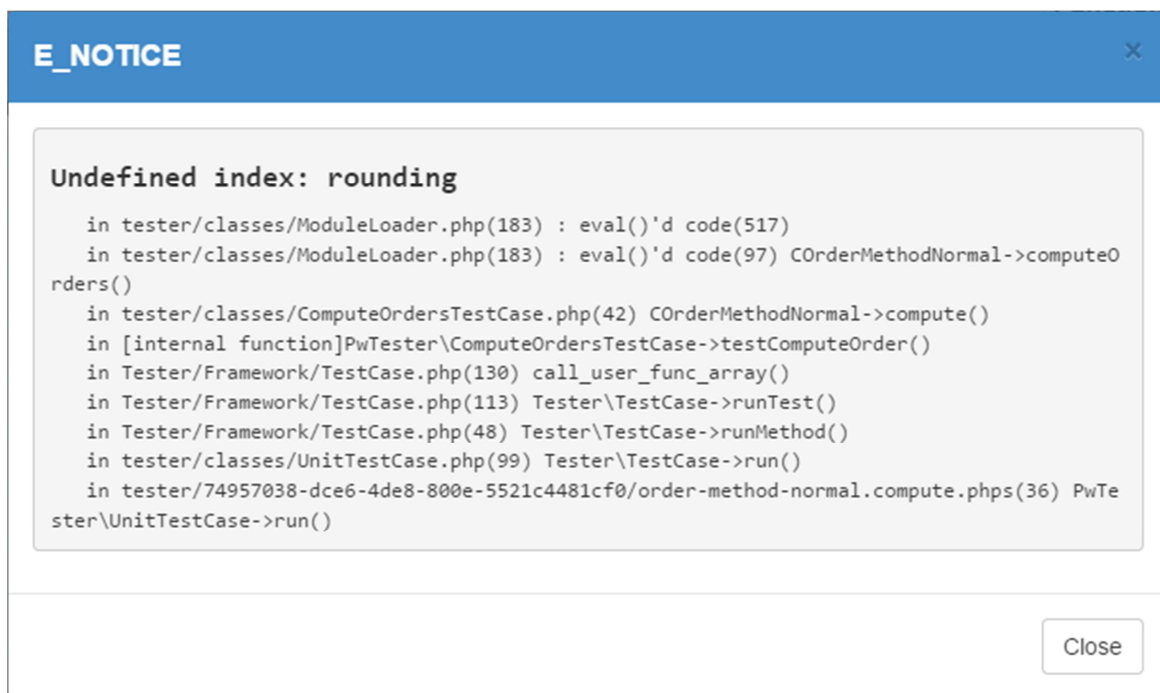 E_NOTICE
×
Undefined index: rounding
in tester/classes/ModuleLoader.php(183) : eval()'d code(517)
in tester/classes/ModuleLoader.php(183) : eval()'d code(97) COrderMethodNormal->computeO
rders()
in tester/classes/ComputeOrdersTestCase.php(42) COrderMethodNormal->compute()
in [internal function]PwTester\ComputeOrdersTestCase->testComputeOrder()
in Tester/Framework/TestCase.php(130) call_user_func_array()
in Tester/Framework/TestCase.php(113) Tester\TestCase->runTest()
in Tester/Framework/TestCase.php(48) Tester\TestCase->runMethod()
in tester/classes/UnitTestCase.php(99) Tester\TestCase->run()
in tester/74957038-dce6-4de8-800e-5521c4481cf0/order-method-normal.compute.phps(36) PwTe
ster\UnitTestCase->run()
Close